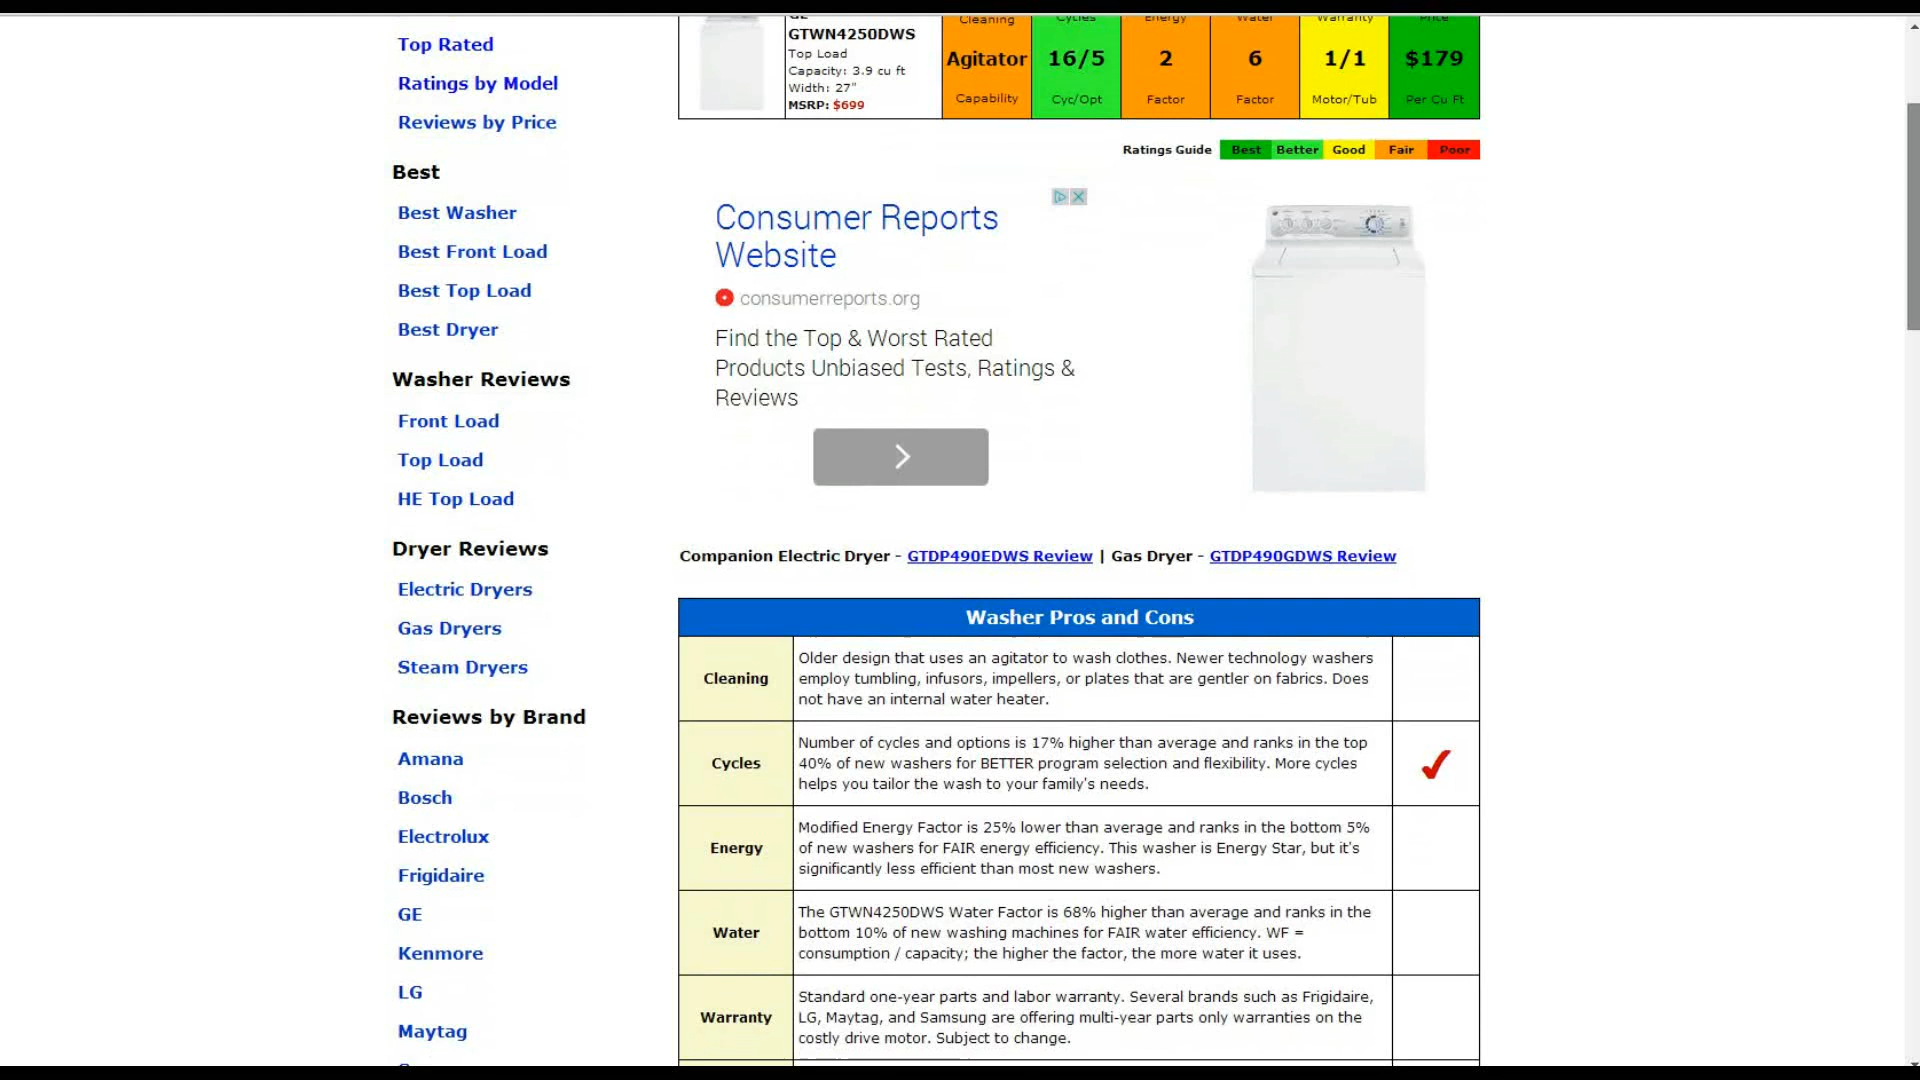 Top Rated
Ratings by Model
Reviews by Price
Best
Best Washer
Best Front Load
Best Top Load
Best Dryer
Washer Reviews
Front Load
Top Load
HE Top Load
Dryer Reviews
Electric Dryers
Gas Dryers
Steam Dryers
Reviews by Brand
Amana
Bosch
Electrolux
Frigidaire
GE
Kenmore
LG
Maytag
GE
GTWN4250DWS
Top Load
Capacity: 3.9 cu ft
Width: 27"
MSRP: $699
Cleaning
Agitator
Capability
Cycles
16/5
Cyc/Opt
Energy
2
Factor
Water
6
Factor
Warranty
1/1
Motor/Tub
Price
$179
Per Cu Ft
Ratings Guide Best Better Good Fair Poor
Consumer Reports
Website
consumerreports.org
Find the Top & Worst Rated
Products Unbiased Tests, Ratings &
Reviews
Companion Electric Dryer - GTDP490EDWS Review | Gas Dryer - GTDP490GDWS Review
Washer Pros and Cons
Cleaning
Older design that uses an agitator to wash clothes. Newer technology washers
employ tumbling, infusors, impellers, or plates that are gentler on fabrics. Does
not have an internal water heater.
Cycles
Number of cycles and options is 17% higher than average and ranks in the top
40% of new washers for BETTER program selection and flexibility. More cycles
helps you tailor the wash to your family's needs.
Energy
Modified Energy Factor is 25% lower than average and ranks in the bottom 5%
of new washers for FAIR energy efficiency. This washer is Energy Star, but it's
significantly less efficient than most new washers.
Water
The GTWN4250DWS Water Factor is 68% higher than average and ranks in the
bottom 10% of new washing machines for FAIR water efficiency. WF =
consumption / capacity; the higher the factor, the more water it uses.
Warranty
Standard one-year parts and labor warranty. Several brands such as Frigidaire,
LG, Maytag, and Samsung are offering multi-year parts only warranties on the
costly drive motor. Subject to change.